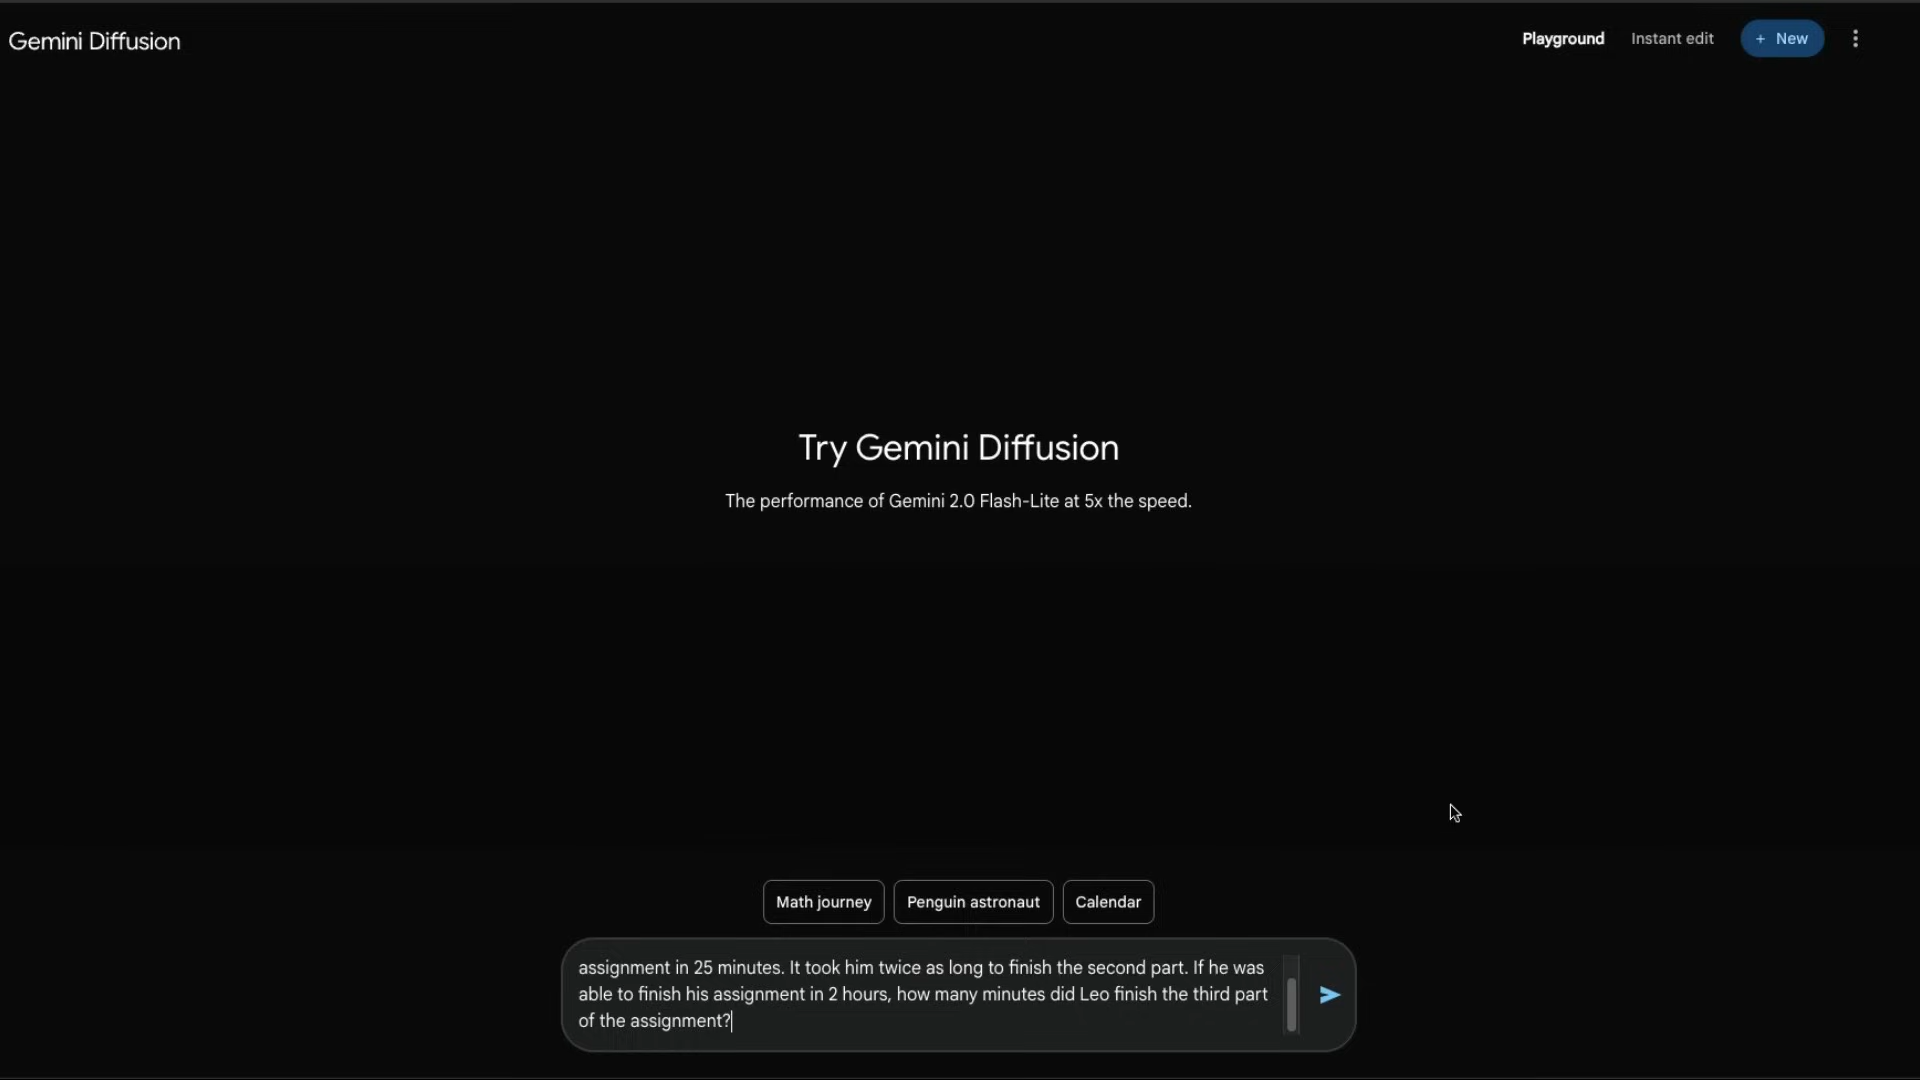 Gemini Diffusion
Playground
Instant edit
+ New
Try Gemini Diffusion
The performance of Gemini 2.0 Flash-Lite at 5x the speed.
Math journey
Penguin astronaut
Calendar
assignment in 25 minutes. It took him twice as long to finish the second part. If he was
able to finish his assignment in 2 hours, how many minutes did Leo finish the third part
of the assignment?